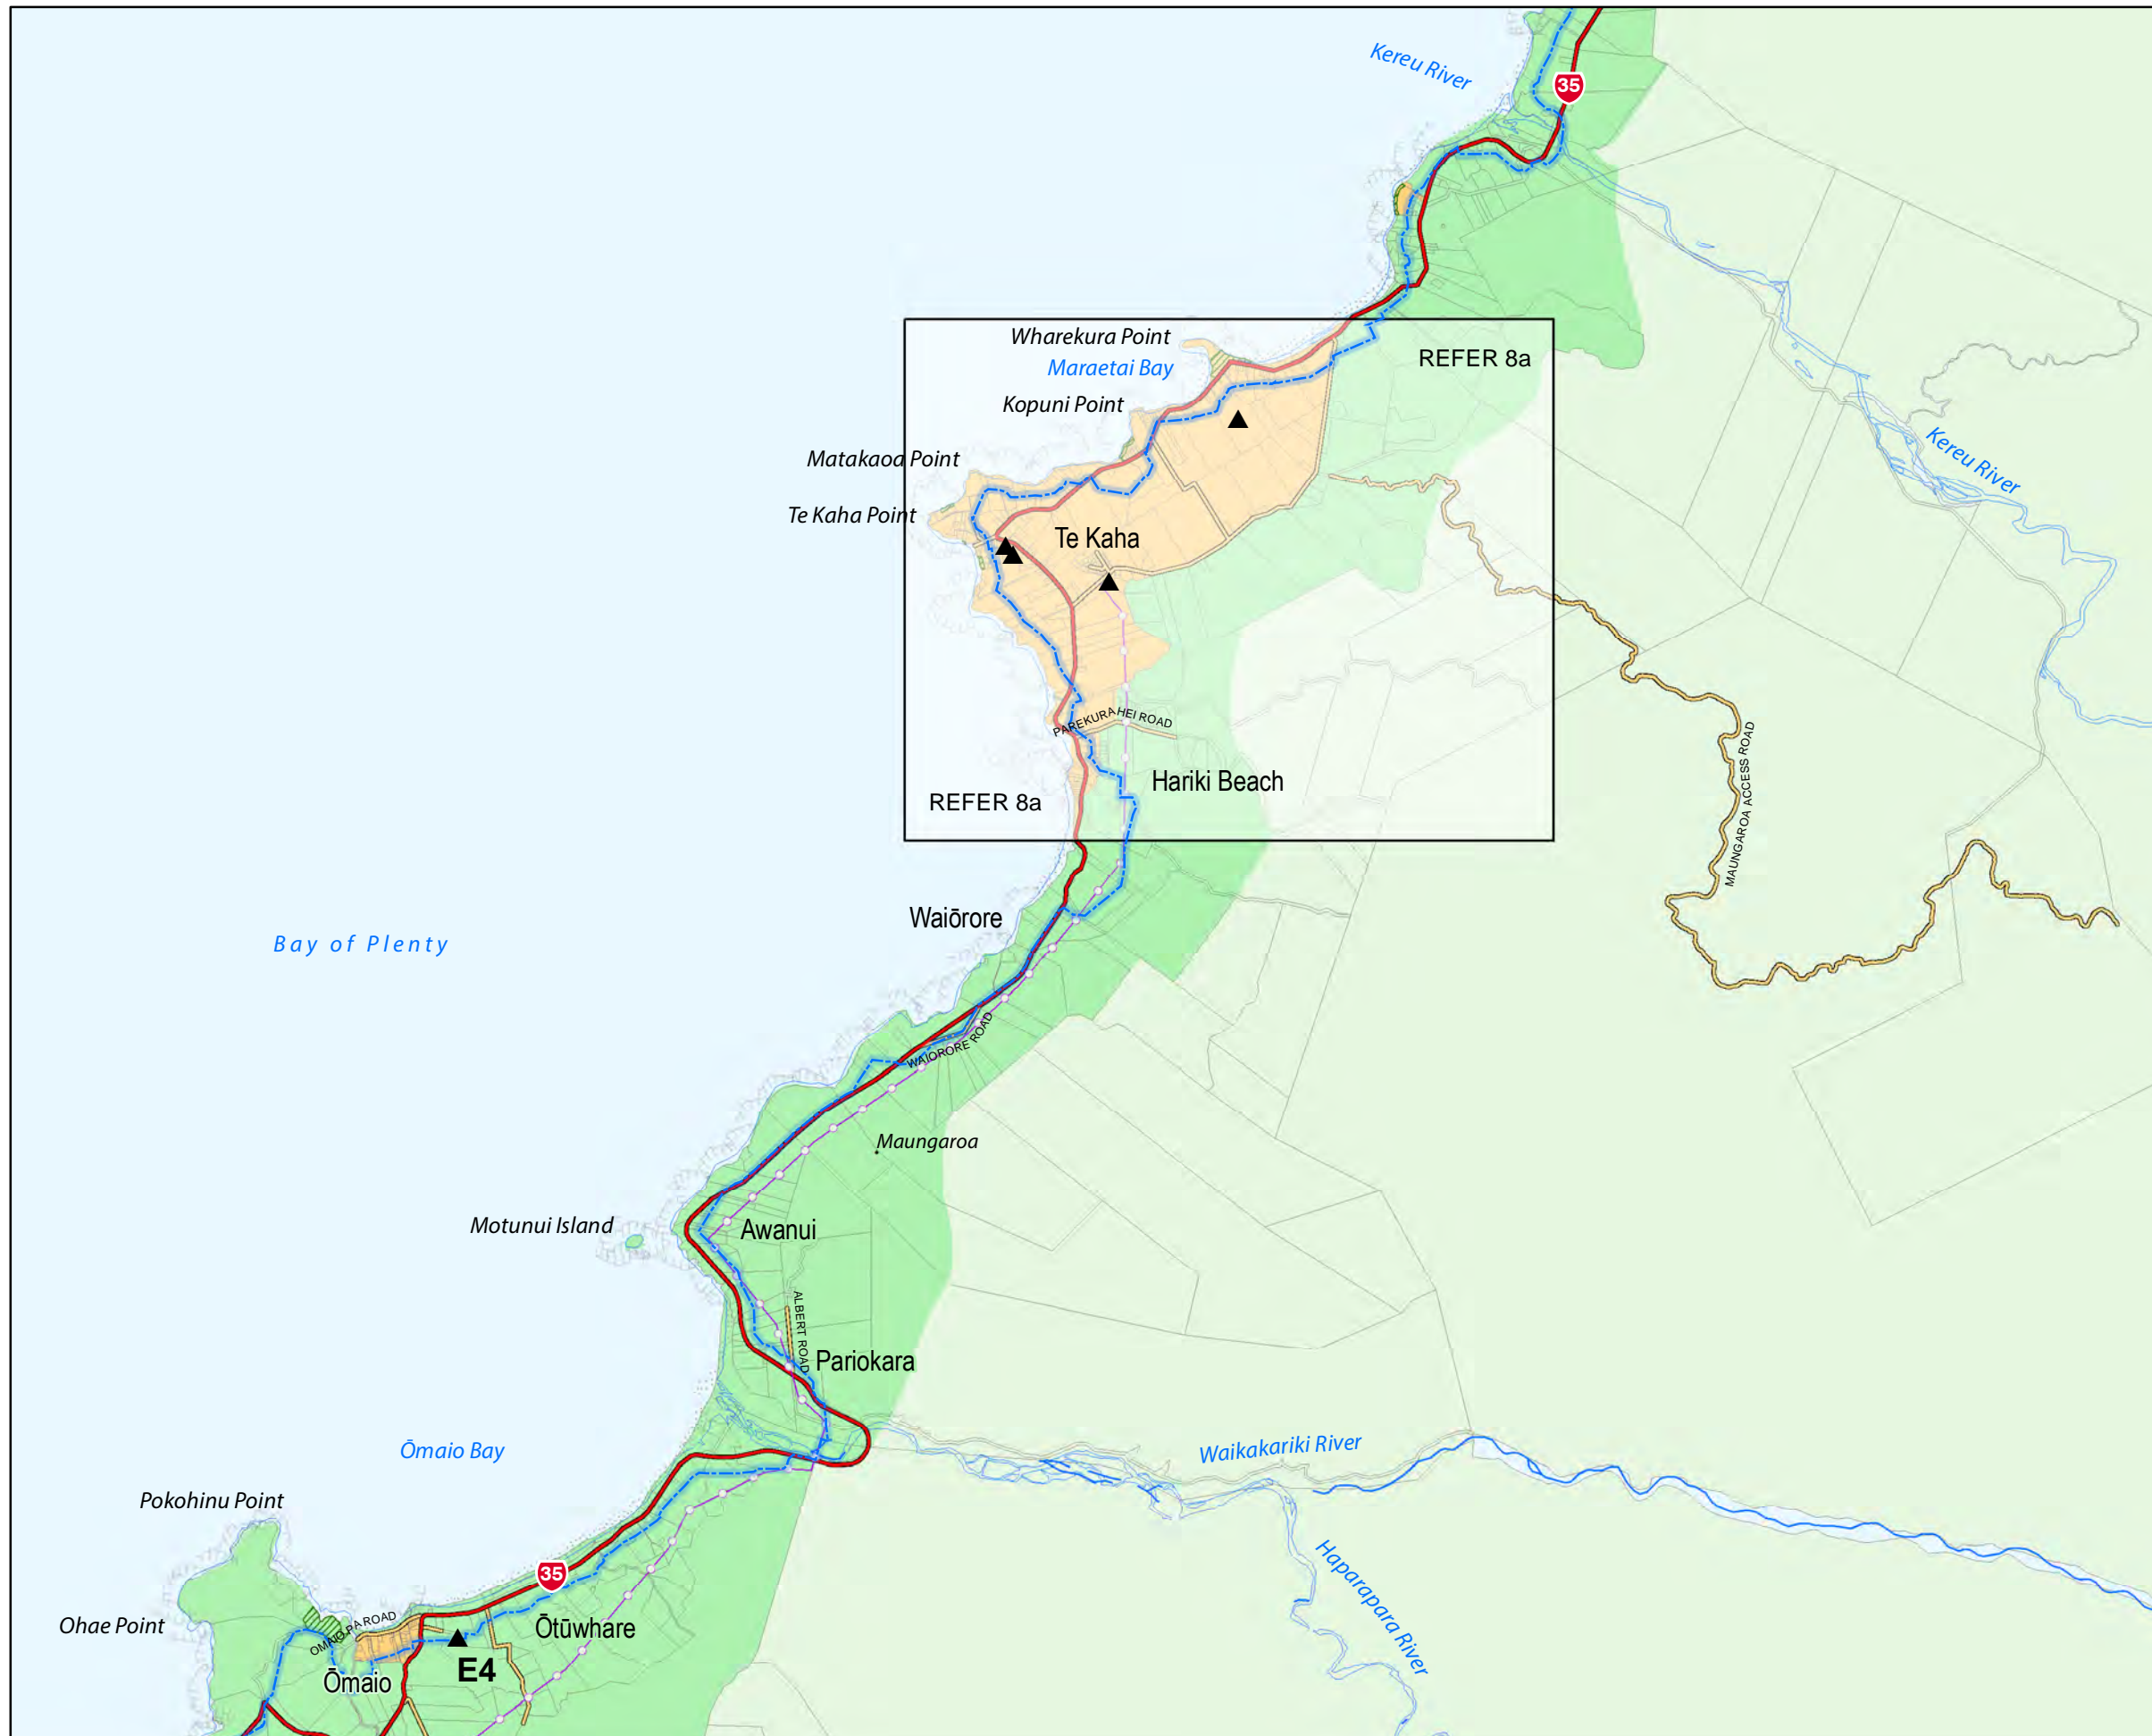 Kereu River
35
Wharekura Point
REFER 8a
Maraetai Bay
Kopuni Point
Matakaoa Point
Kereu River
Te Kaha Point
Te Kaha
PAREKURA HEI ROAD
MAUNGAROA ACCESS ROAD
Hariki Beach
REFER 8a
Waiōrore
Bay of Plenty
WAIORORE ROAD
Maungaroa
Motunui Island
Awanui
ALBERT ROAD
Pariokara
Ōmaio Bay
Waikakariki River
Pokohinu Point
35
Haparapara River
Ohae Point
OMAIO PA ROAD
Ōtūwhare
E4
Ōmaio